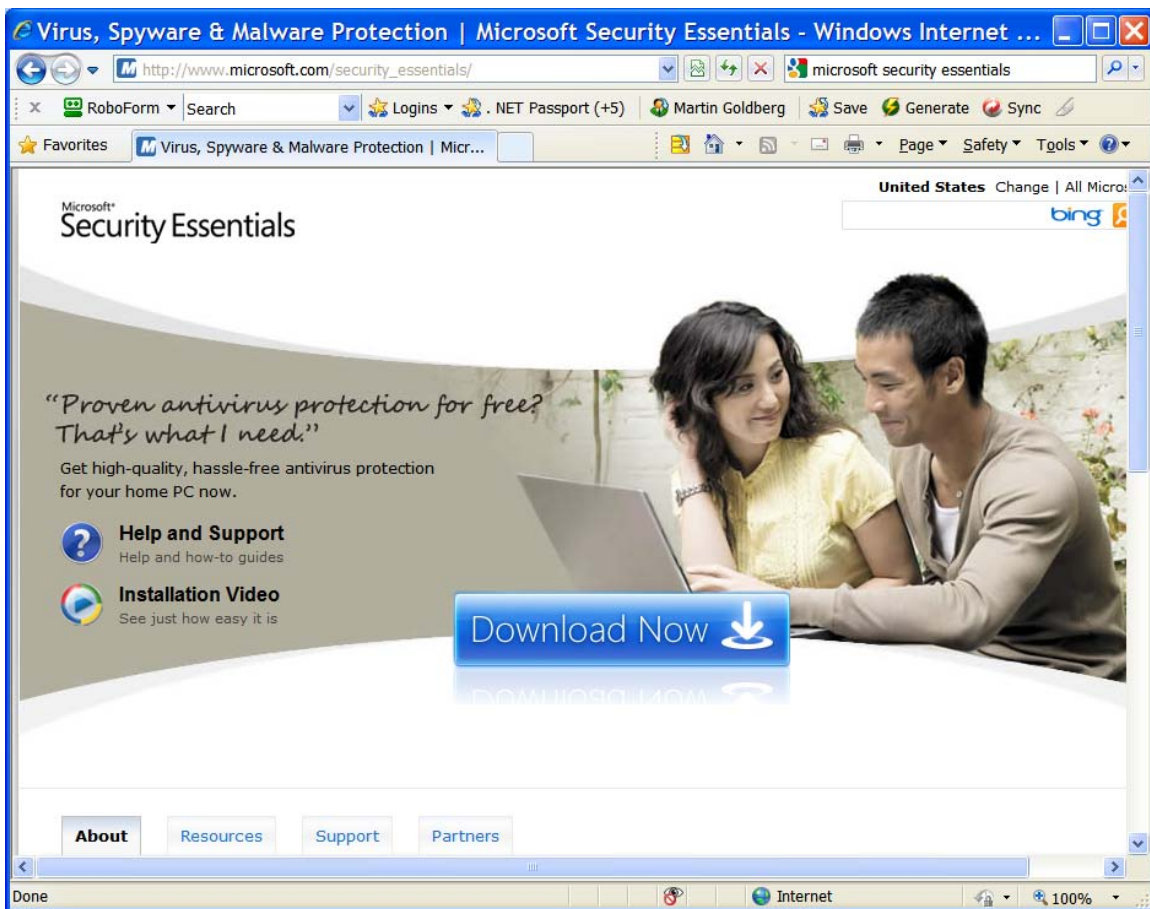 Virus, Spyware & Malware Protection | Microsoft Security Essentials - Windows Internet ...
http://www.microsoft.com/security_essentials/
microsoft security essentials
x RoboForm Search Logins . NET Passport (+5) Martin Goldberg Save Generate Sync
Favorites Virus, Spyware & Malware Protection | Micr... Page Safety Tools
United States Change | All Micro
Microsoft
Security Essentials
bing
“Proven antivirus protection for free?
That's what I need.”
Get high-quality, hassle-free antivirus protection
for your home PC now.
Help and Support
Help and how-to guides
Installation Video
See just how easy it is
Download Now
About Resources Support Partners
Done Internet 100%